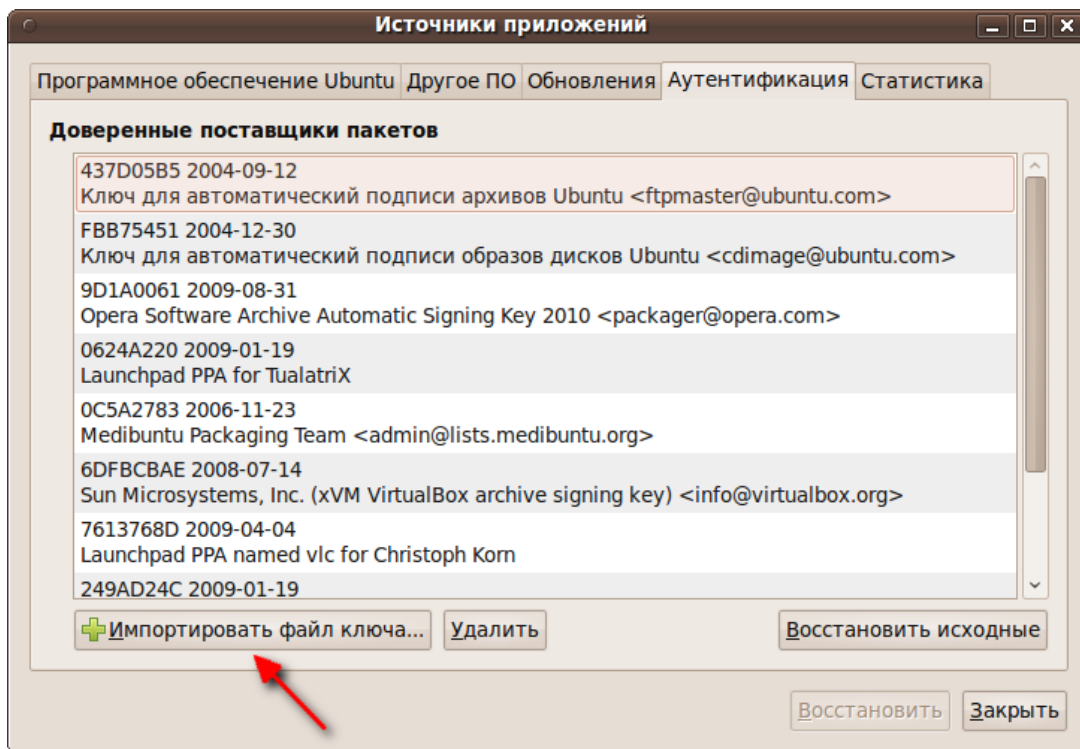 Источники приложений
Программное обеспечение Ubuntu Другое ПО Обновления Аутентификация Статистика
Доверенные поставщики пакетов
437D05B5 2004-09-12
Ключ для автоматический подписи архивов Ubuntu <ftpmaster@ubuntu.com>
FBB75451 2004-12-30
Ключ для автоматический подписи образов дисков Ubuntu <cdimage@ubuntu.com>
9D1A0061 2009-08-31
Opera Software Archive Automatic Signing Key 2010 <packager@opera.com>
0624A220 2009-01-19
Launchpad PPA for TualatriX
0C5A2783 2006-11-23
Medibuntu Packaging Team <admin@lists.medibuntu.org>
6DFBCBAE 2008-07-14
Sun Microsystems, Inc. (xVM VirtualBox archive signing key) <info@virtualbox.org>
7613768D 2009-04-04
Launchpad PPA named vlc for Christoph Korn
249AD24C 2009-01-19
Импортировать файл ключа... Удалить Восстановить исходные
Восстановить Закрыть